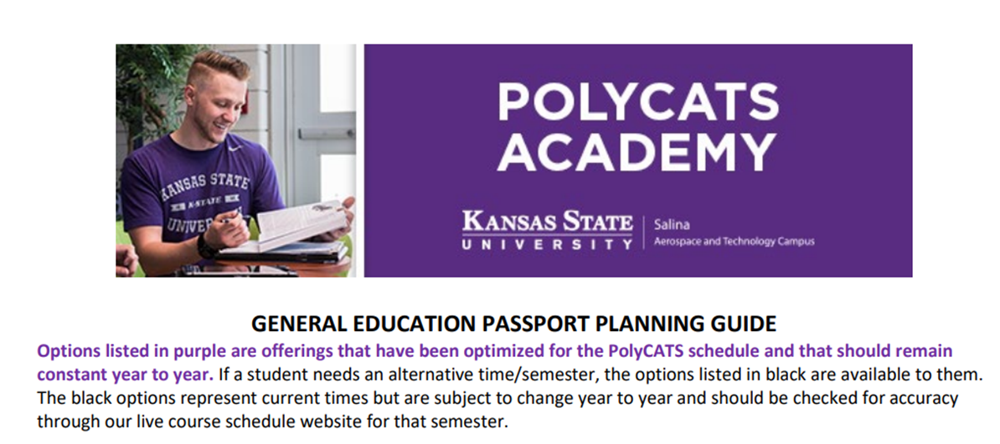 KANSAS STATE
K-STATE
UNIVER
POLYCATS
ACADEMY
KANSAS STATE
UNIVERSITY
Salina
Aerospace and Technology Campus
GENERAL EDUCATION PASSPORT PLANNING GUIDE
Options listed in purple are offerings that have been optimized for the PolyCATS schedule and that should remain
constant year to year. If a student needs an alternative time/semester, the options listed in black are available to them.
The black options represent current times but are subject to change year to year and should be checked for accuracy
through our live course schedule website for that semester.